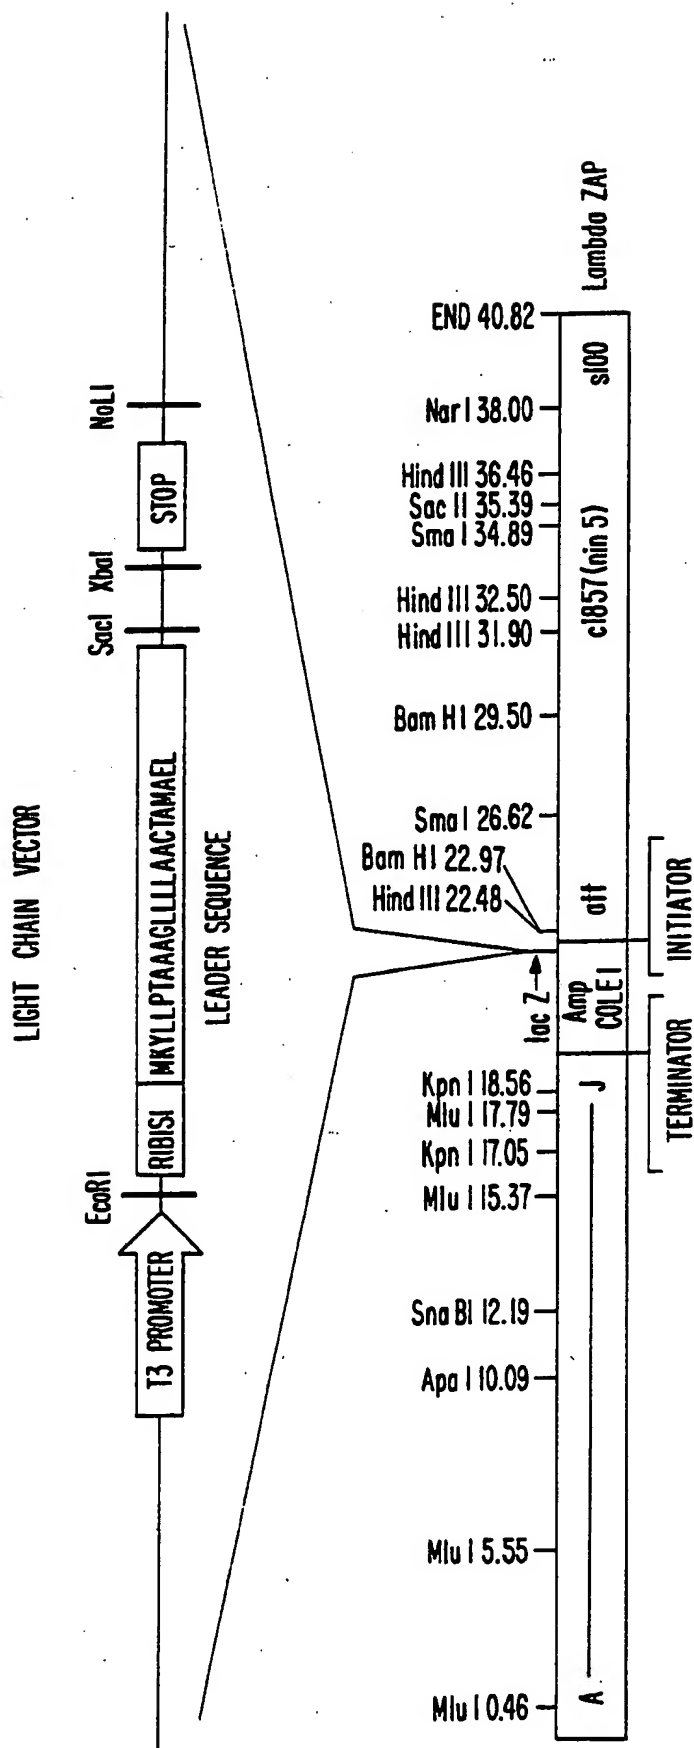 LIGHT CHAIN VECTOR
T3 PROMOTER
EcoRI
RIBISI
MKYLLPTAAAGLLLLAACTAMAEL
LEADER SEQUENCE
SacI
XbaI
STOP
NoLI
Mlu I 0.46
Mlu I 5.55
Apa I 10.09
Sna BI 12.19
Mlu I 15.37
Kpn I 17.05
Mlu I 17.79
Kpn I 18.56
lac Z
Hind III 22.48
Bam HI 22.97
Sma I 26.62
Bam HI 29.50
Hind III 31.90
Hind III 32.50
Sma I 34.89
Sac II 35.39
Hind III 36.46
Nar I 38.00
END 40.82
A
J
Amp
COLEI
att
cI857 (nin 5)
s100
Lambda ZAP
TERMINATOR
INITIATOR